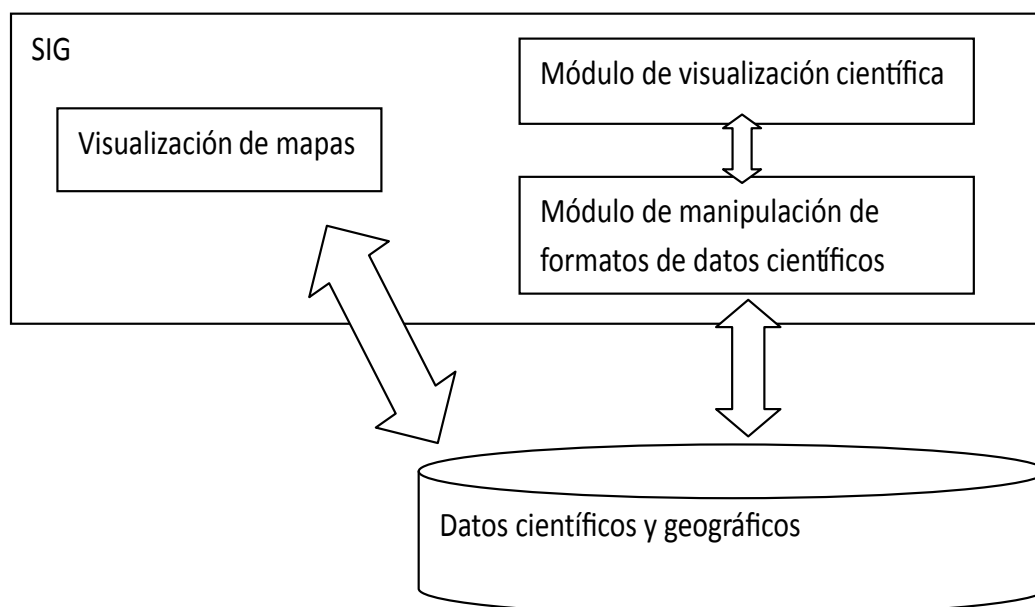 SIG
Visualización de mapas
Módulo de visualización científica
Módulo de manipulación de
formatos de datos científicos
Datos científicos y geográficos